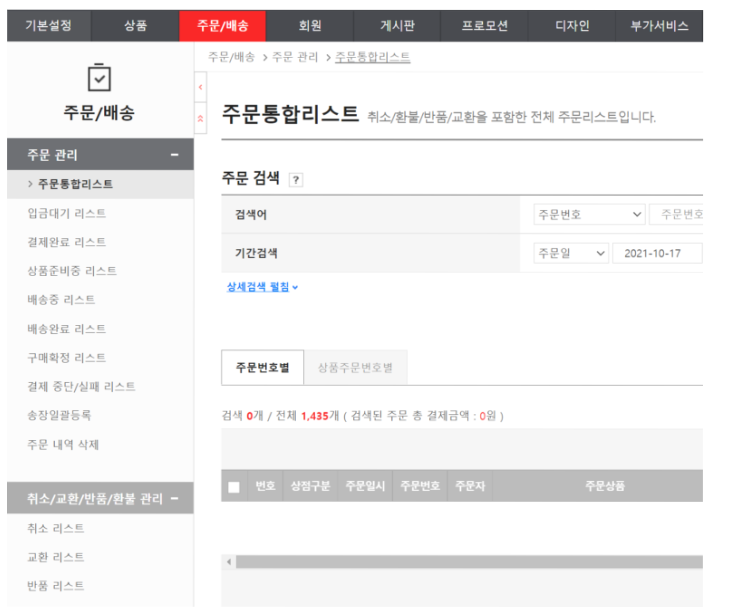 기본설정 상품 주문/배송 회원 게시판 프로모션 디자인 부가서비스
주문/배송 > 주문 관리 > 주문통합리스트
주문/배송
주문통합리스트 취소/환불/반품/교환을 포함한 전체 주문리스트입니다.
주문 관리 −
> 주문통합리스트
입금대기 리스트
결제완료 리스트
상품준비중 리스트
배송중 리스트
배송완료 리스트
구매확정 리스트
결제 중단/실패 리스트
송장일괄등록
주문 내역 삭제
취소/교환/반품/환불 관리 −
취소 리스트
교환 리스트
반품 리스트
주문 검색 ?
검색어 주문번호 주문번호
기간검색 주문일 2021-10-17
상세검색 펼침
주문번호별 상품주문번호별
검색 0개 / 전체 1,435개 ( 검색된 주문 총 결제금액 : 0원 )
번호 상점구분 주문일시 주문번호 주문자 주문상품